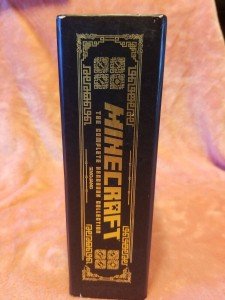 MINECRAFT
THE COMPLETE HANDBOOK COLLECTION